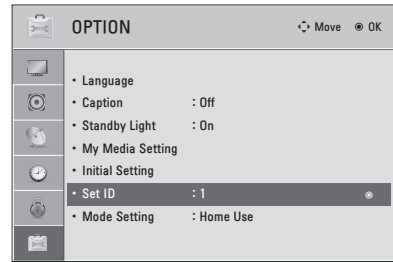 OPTION
Move
OK
• Language
• Caption : Off
• Standby Light : On
• My Media Setting
• Initial Setting
• Set ID : 1
• Mode Setting : Home Use